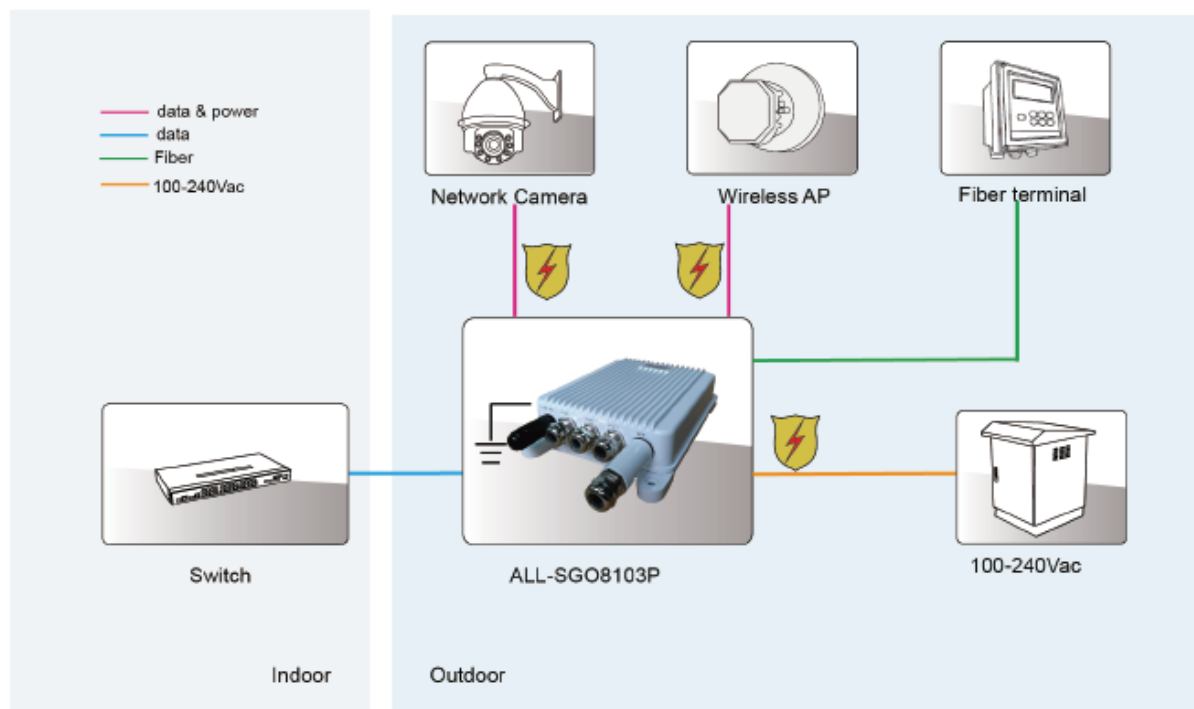 data & power
data
Fiber
100-240Vac
Network Camera
Wireless AP
Fiber terminal
Switch
ALL-SGO8103P
100-240Vac
Indoor
Outdoor